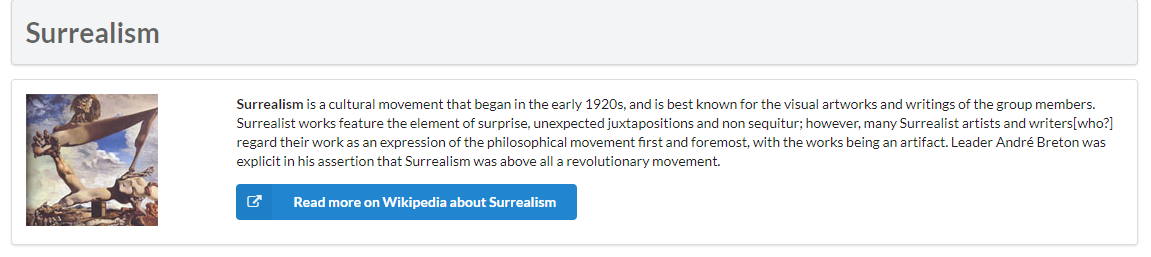 Surrealism
Surrealism is a cultural movement that began in the early 1920s, and is best known for the visual artworks and writings of the group members.
Surrealist works feature the element of surprise, unexpected juxtapositions and non sequitur; however, many Surrealist artists and writers[who?]
regard their work as an expression of the philosophical movement first and foremost, with the works being an artifact. Leader André Breton was
explicit in his assertion that Surrealism was above all a revolutionary movement.
Read more on Wikipedia about Surrealism